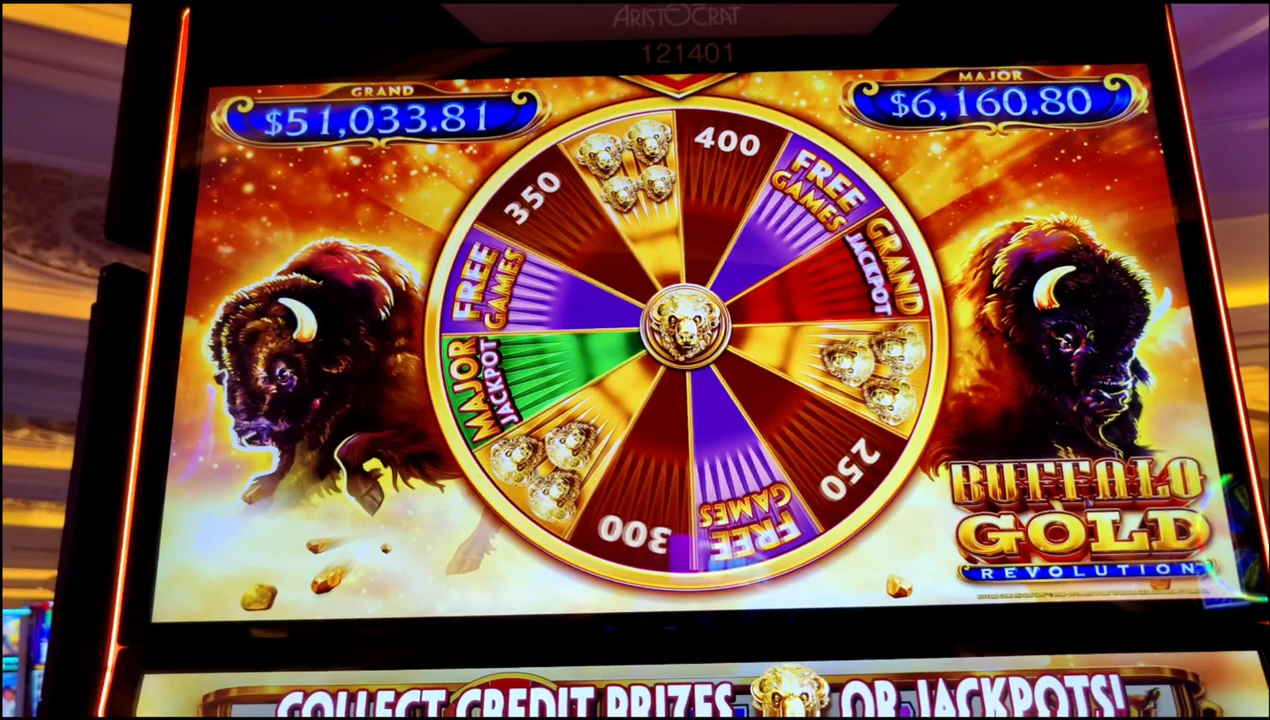 ARISTOCRAT
121401
GRAND
$51,033.81
MAJOR
$6,160.80
400
FREE
GAMES
GRAND
JACKPOT
250
FREE
GAMES
300
MAJOR
JACKPOT
FREE
GAMES
350
BUFFALO
GOLD
REVOLUTION
COLLECT CREDIT PRIZES OR JACKPOTS!